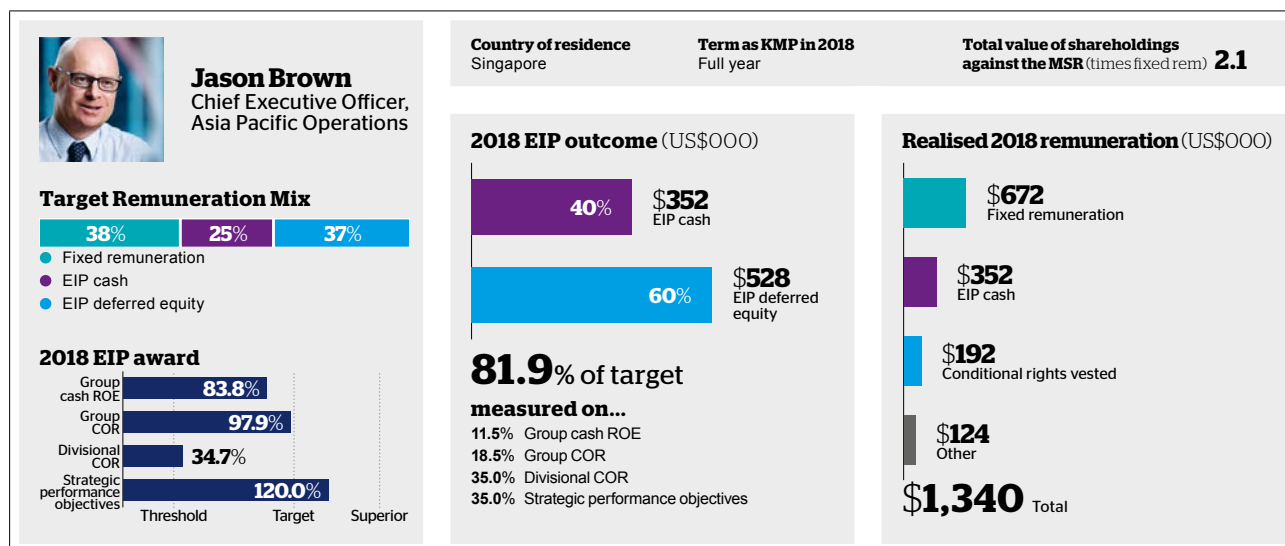 Jason Brown
Chief Executive Officer,
Asia Pacific Operations
Target Remuneration Mix
38% 25% 37%
Fixed remuneration
EIP cash
EIP deferred equity
2018 EIP award
Group
cash ROE
83.8%
Group
COR
97.9%
Divisional
COR
34.7%
Strategic
performance
objectives
120.0%
Threshold Target Superior
Country of residence
Singapore
Term as KMP in 2018
Full year
Total value of shareholdings
against the MSR (times fixed rem) 2.1
2018 EIP outcome (US$000)
40%
$352
EIP cash
60%
$528
EIP deferred
equity
81.9% of target
measured on...
11.5% Group cash ROE
18.5% Group COR
35.0% Divisional COR
35.0% Strategic performance objectives
Realised 2018 remuneration (US$000)
$672
Fixed remuneration
$352
EIP cash
$192
Conditional rights vested
$124
Other
$1,340 Total